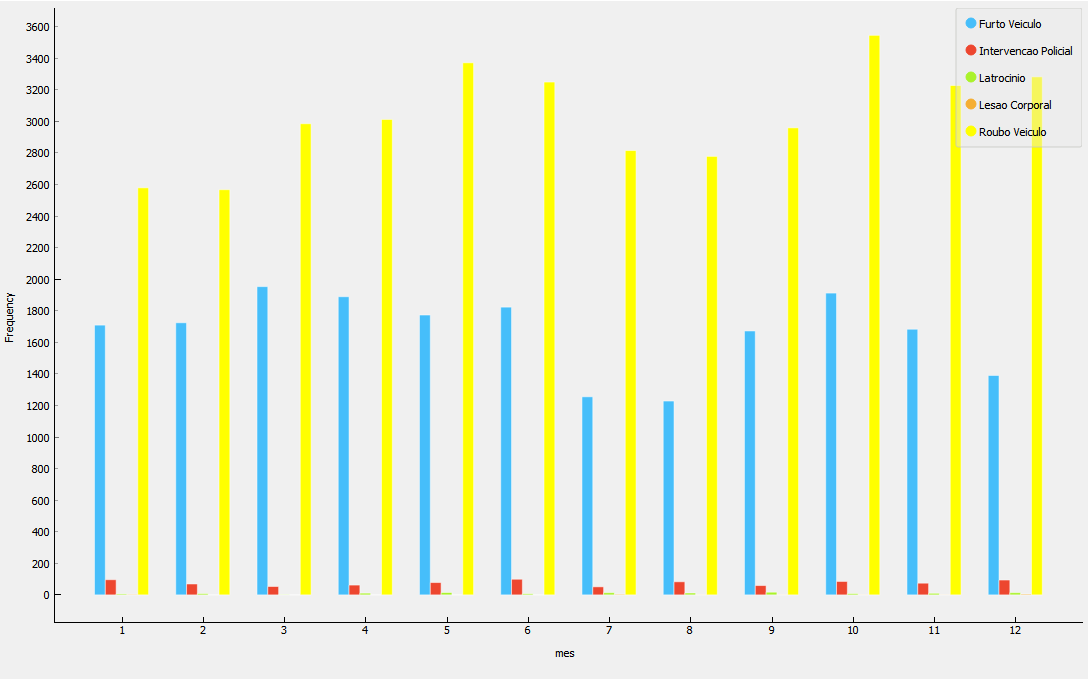 3600
3400
3200
3000
2800
2600
2400
2200
2000
1800
1600
1400
1200
1000
800
600
400
200
0
Frequency
1 2 3 4 5 6 7 8 9 10 11 12
mes
Furto Veiculo
Intervencao Policial
Latrocinio
Lesao Corporal
Roubo Veiculo